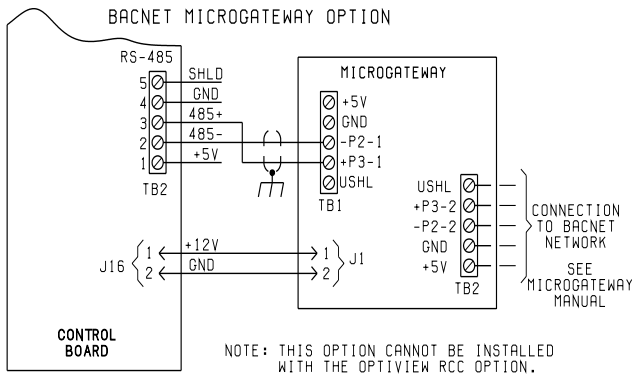 BACNET MICROGATEWAY OPTION
RS-485
5 SHLD
4 GND
3 485+
2 485-
1 +5V
TB2
MICROGATEWAY
+5V
GND
-P2-1
+P3-1
USHL
TB1
USHL
+P3-2
-P2-2
GND
+5V
TB2
CONNECTION
TO BACNET
NETWORK
SEE
MICROGATEWAY
MANUAL
J16
1 +12V 1
2 GND 2
J1
CONTROL
BOARD
NOTE: THIS OPTION CANNOT BE INSTALLED
WITH THE OPTIVIEW RCC OPTION.